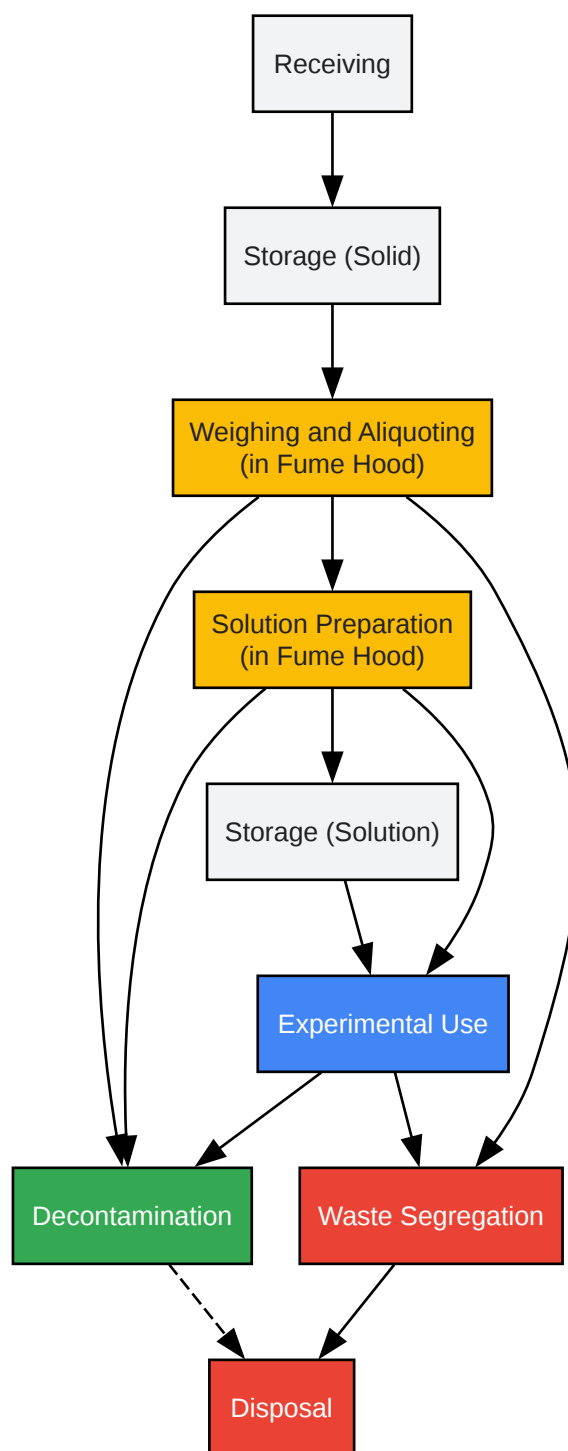 Receiving
Storage (Solid)
Weighing and Aliquoting
(in Fume Hood)
Solution Preparation
(in Fume Hood)
Storage (Solution)
Experimental Use
Decontamination
Waste Segregation
Disposal